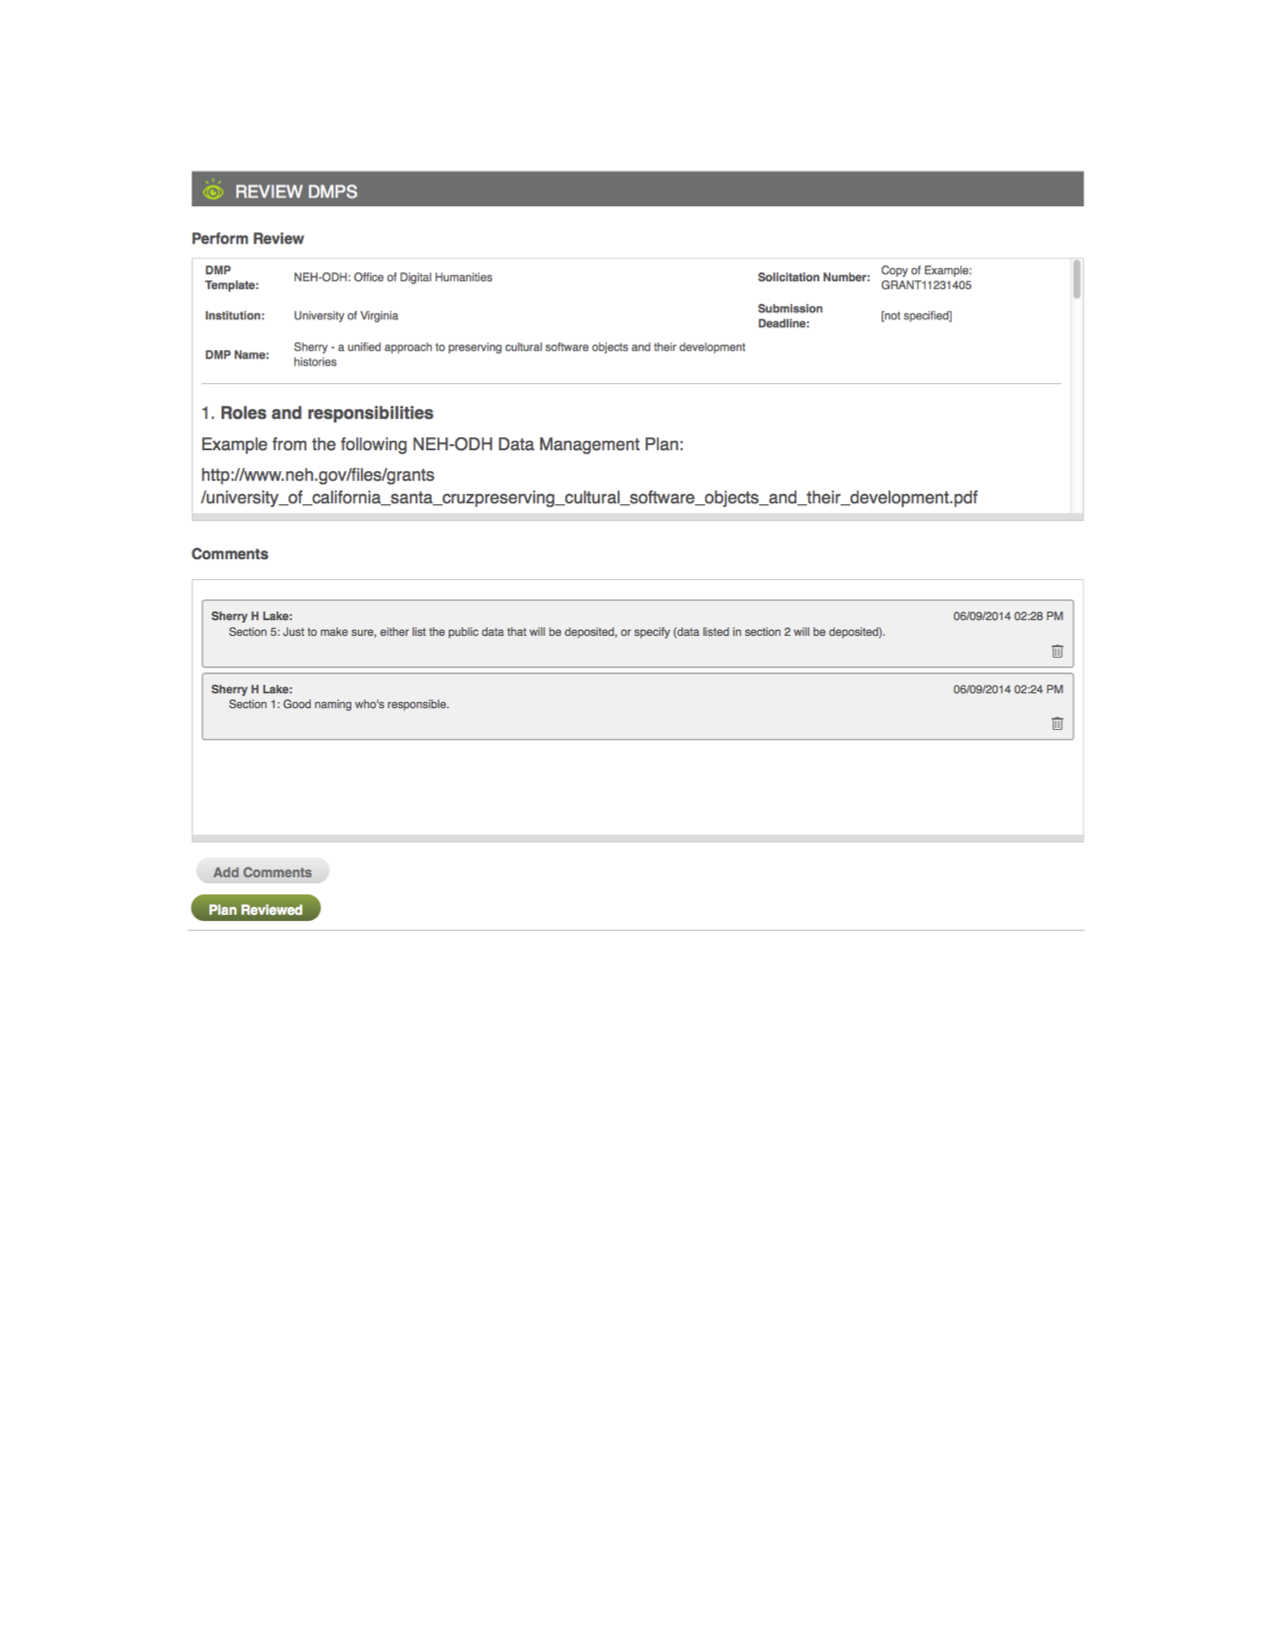 REVIEW DMPS
Perform Review
DMP
Template:
NEH-ODH: Office of Digital Humanities
Solicitation Number:
Copy of Example:
GRANT11231405
Institution:
University of Virginia
Submission
Deadline:
[not specified]
DMP Name:
Sherry - a unified approach to preserving cultural software objects and their development
histories
1. Roles and responsibilities
Example from the following NEH-ODH Data Management Plan:
http://www.neh.gov/files/grants
/university_of_california_santa_cruzpreserving_cultural_software_objects_and_their_development.pdf
Comments
Sherry H Lake:
06/09/2014 02:28 PM
Section 5: Just to make sure, either list the public data that will be deposited, or specify (data listed in section 2 will be deposited).
Sherry H Lake:
06/09/2014 02:24 PM
Section 1: Good naming who's responsible.
Add Comments
Plan Reviewed